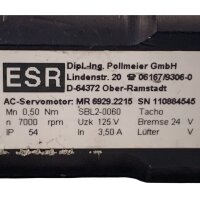 ESR
Dipl.-Ing. Pollmeier GmbH
Lindenstr. 20 ☎ 06167/9306-0
D-64372 Ober-Ramstadt
AC-Servomotor: MR 6929.2215 SN 110884545
Mn 0,50 Nm SBL2-0060 Tacho
n 7000 rpm Uzk 125 V Bremse 24 V
IP 54 In 3,50 A Lüfter V